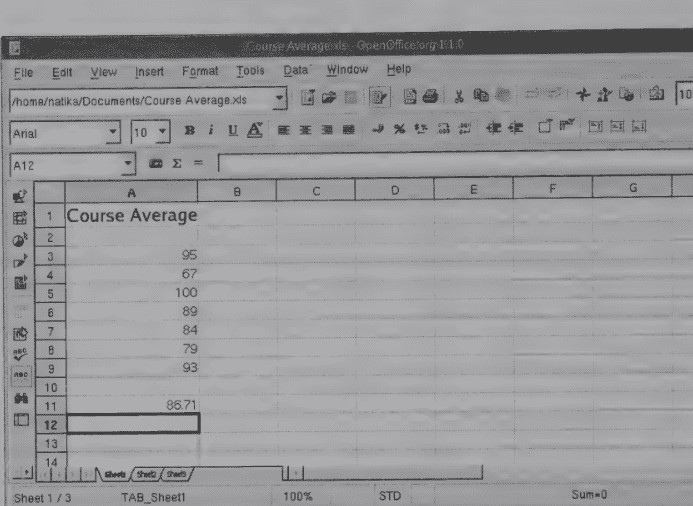 Course Average.xls - OpenOffice.org 1.1.0
File Edit View Insert Format Tools Data Window Help
/home/natika/Documents/Course Average.xls
10
Arial 10 B i U A %
A12 Σ =
A B C D E F G
1 Course Average
2
3 95
4 67
5 100
6 89
7 84
8 79
9 93
10
11 86.71
12
13
14
Sheet1 Sheet2 Sheet3
Sheet 1 / 3 TAB_Sheet1 100% STD Sum=0